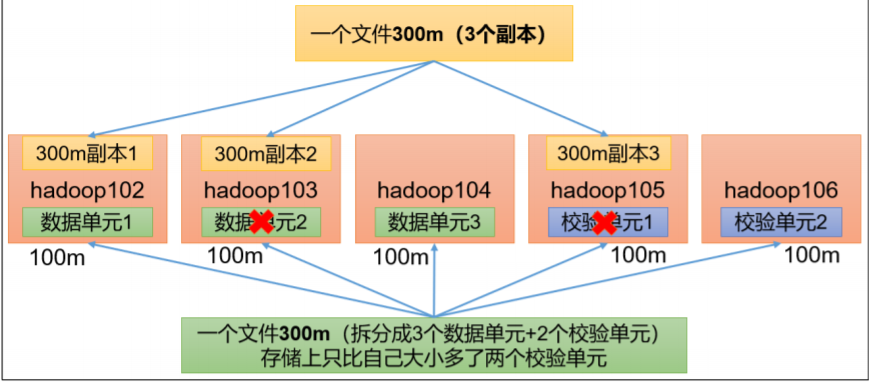 一个文件300m（3个副本）
300m副本1
300m副本2
300m副本3
hadoop102
hadoop103
hadoop104
hadoop105
hadoop106
数据单元1
数据单元2
数据单元3
校验单元1
校验单元2
100m
100m
100m
100m
100m
一个文件300m（拆分成3个数据单元+2个校验单元）
存储上只比自己大小多了两个校验单元